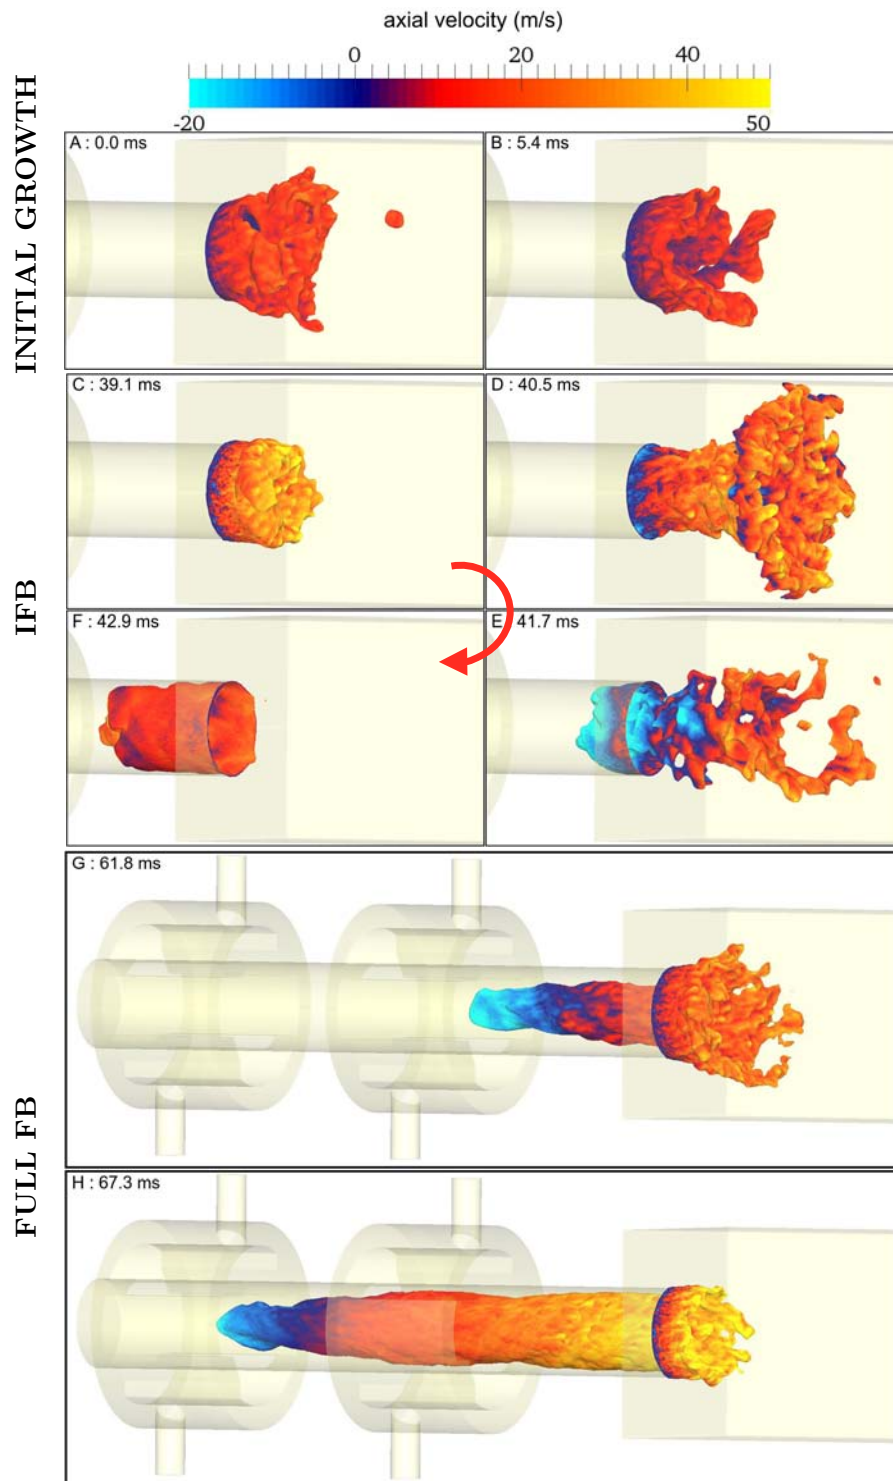 axial velocity (m/s)
0 20 40
-20 50
INITIAL GROWTH
A : 0.0 ms
B : 5.4 ms
IFB
C : 39.1 ms
D : 40.5 ms
F : 42.9 ms
E : 41.7 ms
FULL FB
G : 61.8 ms
H : 67.3 ms